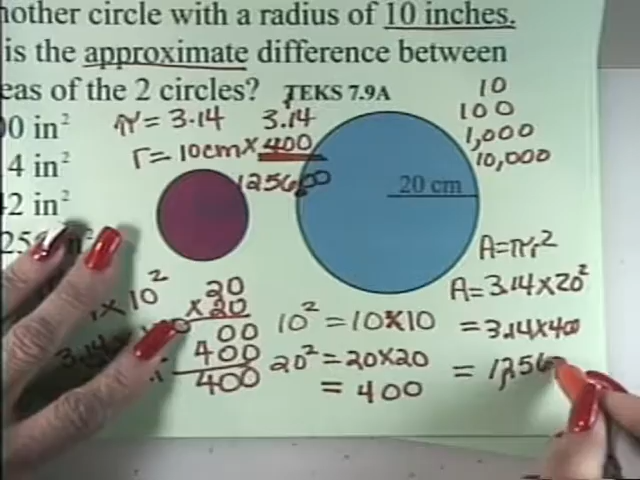 nother circle with a radius of 10 inches.
is the approximate difference between
eas of the 2 circles? TEKS 7.9A
0 in²
4 in²
2 in²
π = 3.14
r = 10cm
3.14
×400
125600
10
100
1,000
10,000
20 cm
A=πr²
A=3.14×20²
=3.14×400
= 1,256
× 10²
20
×20
00
400
400
10² =10×10
20² =20×20
= 400